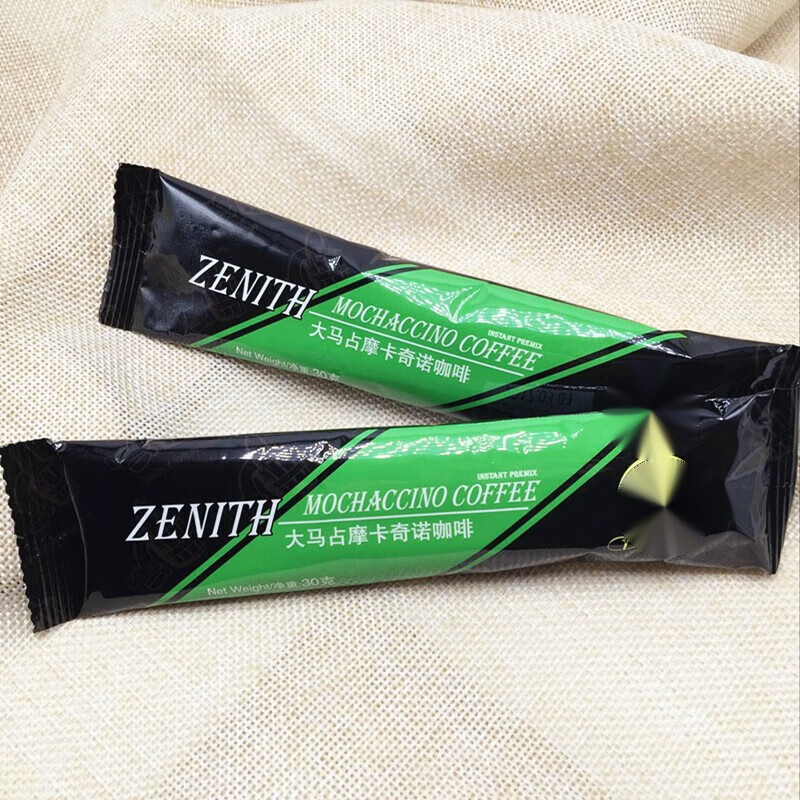 ZENITH
MOCHACCINO COFFEE
INSTANT PREMIX
大马占摩卡奇诺咖啡
Net Weight/净重:30克
ZENITH
INSTANT PREMIX
MOCHACCINO COFFEE
大马占摩卡奇诺咖啡
Net Weight/净重:30克